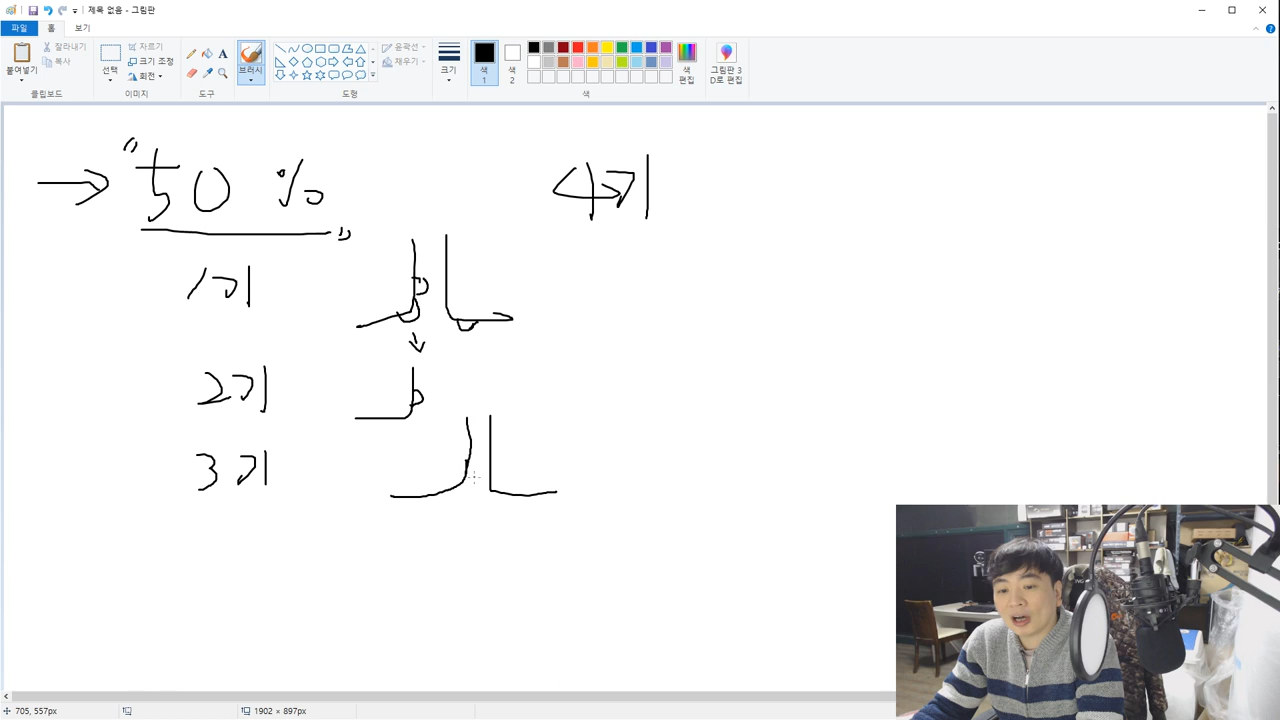 제목 없음 - 그림판
파일 홈 보기
붙여넣기
잘라내기
복사
클립보드
선택
자르기
크기 조정
회전
이미지
A
도구
브러시
윤곽선
채우기
도형
크기
색 1
색 2
색 편집
색
그림판 3D로 편집
→ "50 %"
4기
1기
2기
3기
705, 557px
1902 × 897px